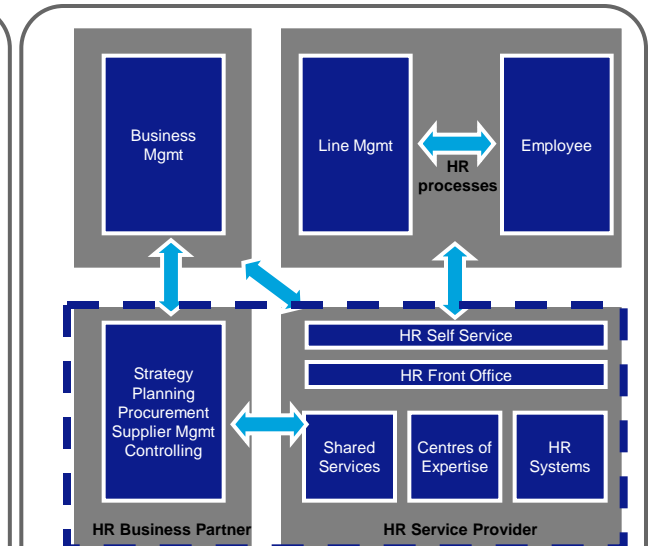 Business
Mgmt
Line Mgmt
Employee
HR
processes
HR Self Service
HR Front Office
Strategy
Planning
Procurement
Supplier Mgmt
Controlling
Shared
Services
Centres of
Expertise
HR
Systems
HR Business Partner
HR Service Provider